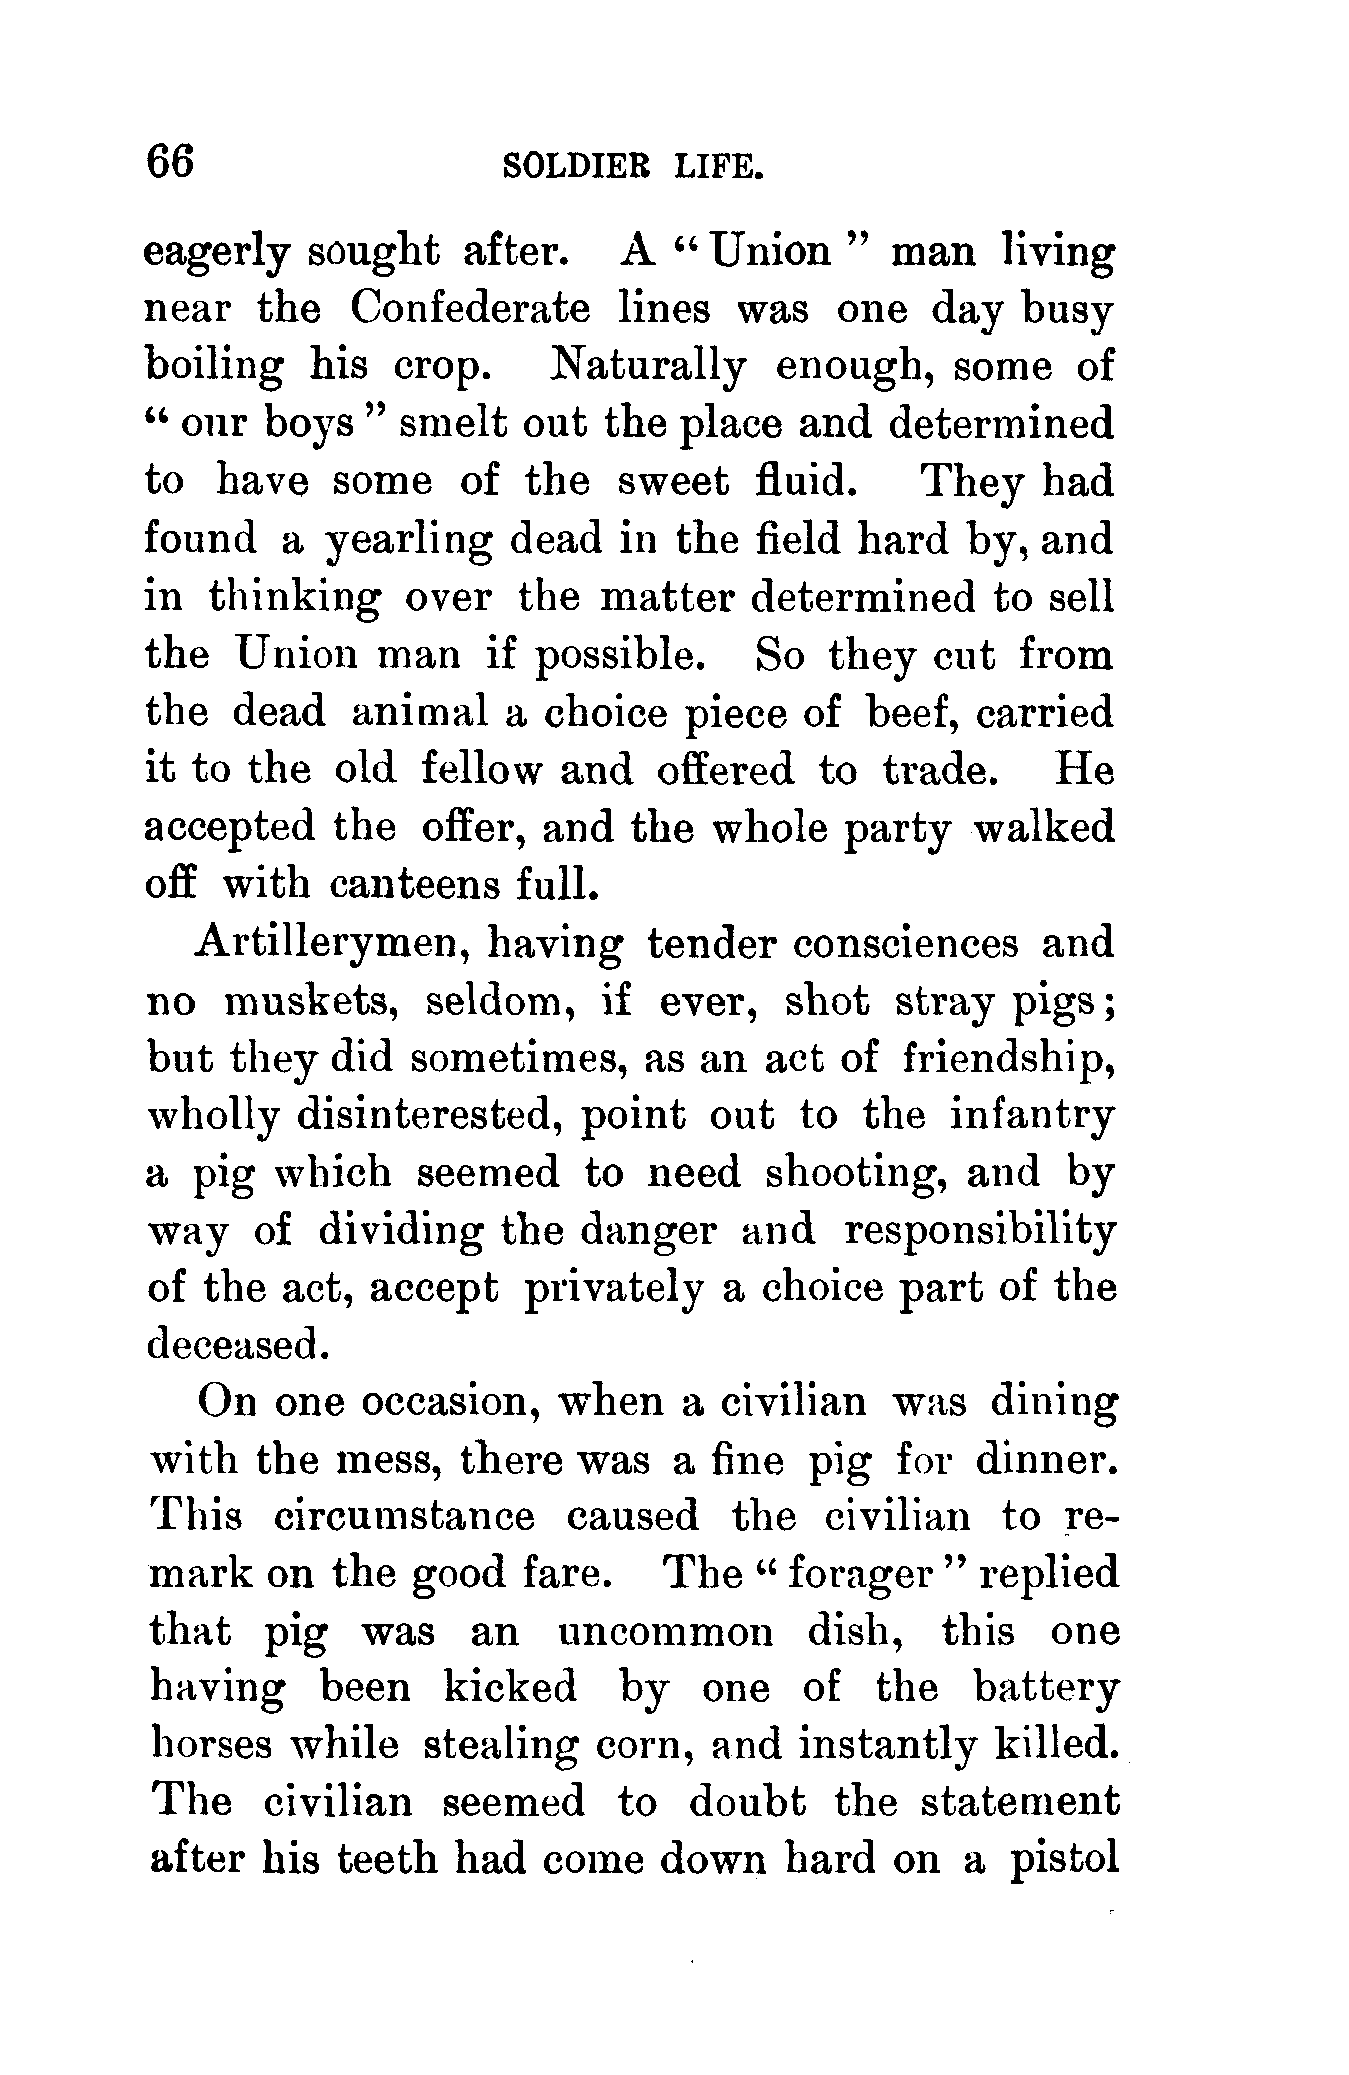 66 SOLDIER LIFE.
eagerly sought after. A " Union " man living
near the Confederate lines was one day busy
boiling his crop. Naturally enough, some of
" our boys " smelt out the place and determined
to have some of the sweet fluid. They had
found a yearling dead in the field hard by, and
in thinking over the matter determined to sell
the Union man if possible. So they cut from
the dead animal a choice piece of beef, carried
it to the old fellow and offered to trade. He
accepted the offer, and the whole party walked
off with canteens full.
Artillerymen, having tender consciences and
no muskets, seldom, if ever, shot stray pigs;
but they did sometimes, as an act of friendship,
wholly disinterested, point out to the infantry
a pig which seemed to need shooting, and by
way of dividing the danger and responsibility
of the act, accept privately a choice part of the
deceased.
On one occasion, when a civilian was dining
with the mess, there was a fine pig for dinner.
This circumstance caused the civilian to re-
mark on the good fare. The " forager " replied
that pig was an uncommon dish, this one
having been kicked by one of the battery
horses while stealing corn, and instantly killed.
The civilian seemed to doubt the statement
after his teeth had come down hard on a pistol